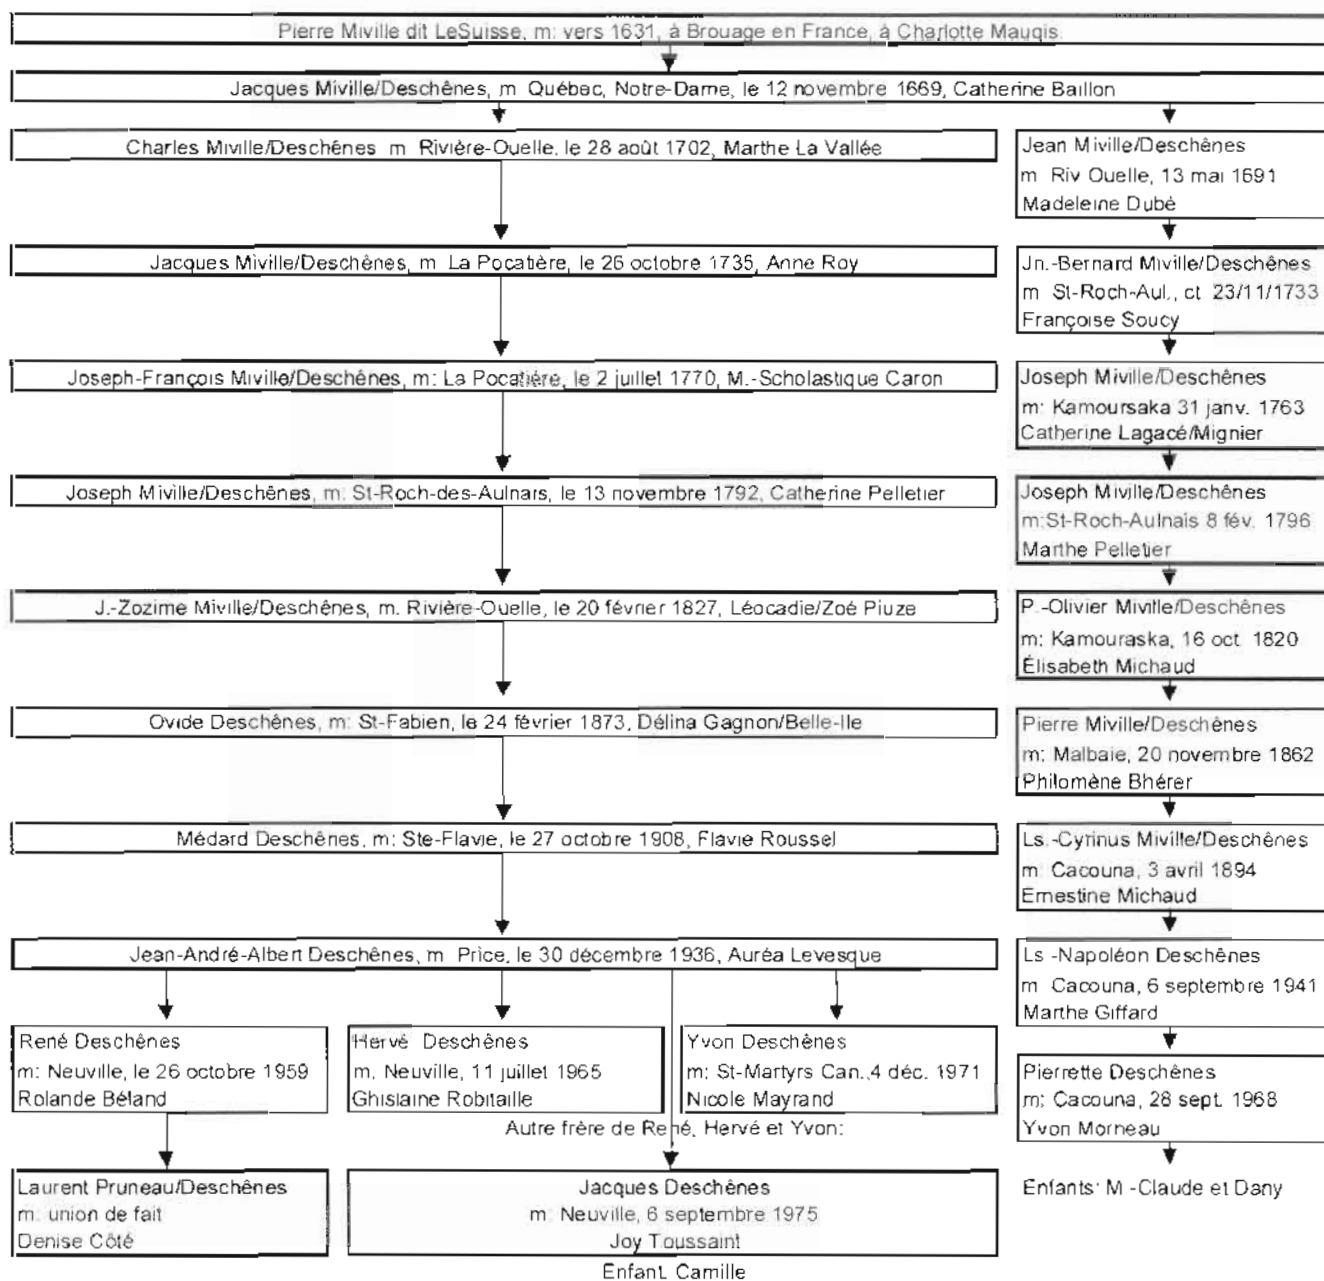 Pierre Miville dit LeSuisse, m: vers 1631, à Brouage en France, à Charlotte Mauqis
Jacques Miville/Deschênes, m Québec, Notre-Dame, le 12 novembre 1669, Catherine Baillon
Charles Miville/Deschênes m Rivière-Ouelle, le 28 août 1702, Marthe La Vallée
Jean Miville/Deschênes
m Riv Ouelle, 13 mai 1691
Madeleine Dubé
Jacques Miville/Deschênes, m La Pocatière, le 26 octobre 1735, Anne Roy
Jn.-Bernard Miville/Deschênes
m St-Roch-Aul., ct 23/11/1733
Françoise Soucy
Joseph-François Miville/Deschênes, m: La Pocatière, le 2 juillet 1770, M.-Scholastique Caron
Joseph Miville/Deschênes
m: Kamoursaka 31 janv. 1763
Catherine Lagacé/Mignier
Joseph Miville/Deschênes, m: St-Roch-des-Aulnais, le 13 novembre 1792, Catherine Pelletier
Joseph Miville/Deschênes
m:St-Roch-Aulnais 8 fév. 1796
Marthe Pelletier
J.-Zozime Miville/Deschênes, m. Rivière-Ouelle, le 20 février 1827, Léocadie/Zoé Piuze
P.-Olivier Miville/Deschênes
m: Kamouraska, 16 oct. 1820
Élisabeth Michaud
Ovide Deschênes, m: St-Fabien, le 24 février 1873, Délina Gagnon/Belle-Ile
Pierre Miville/Deschênes
m: Malbaie, 20 novembre 1862
Philomène Bhérer
Médard Deschênes, m: Ste-Flavie, le 27 octobre 1908, Flavie Roussel
Ls.-Cyrinus Miville/Deschênes
m: Cacouna, 3 avril 1894
Ernestine Michaud
Jean-André-Albert Deschênes, m Price, le 30 décembre 1936, Auréa Levesque
Ls -Napoléon Deschênes
m Cacouna, 6 septembre 1941
Marthe Giffard
René Deschênes
m: Neuville, le 26 octobre 1959
Rolande Béland
Hervé Deschênes
m. Neuville, 11 juillet 1965
Ghislaine Robitaille
Yvon Deschênes
m: St-Martyrs Can.,4 déc. 1971
Nicole Mayrand
Pierrette Deschênes
m: Cacouna, 28 sept. 1968
Yvon Morneau
Autre frère de René, Hervé et Yvon:
Laurent Pruneau/Deschênes
m: union de fait
Denise Côté
Jacques Deschênes
m: Neuville, 6 septembre 1975
Joy Toussaint
Enfants: M -Claude et Dany
Enfant. Camille